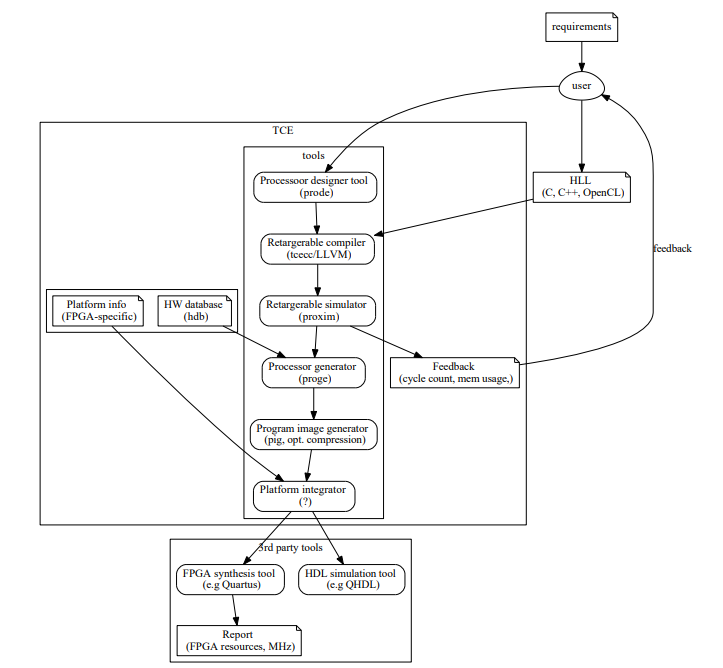 requirements
user
TCE
tools
Processoor designer tool
(prode)
HLL
(C, C++, OpenCL)
Retargerable compiler
(tcecc/LLVM)
feedback
Platform info
(FPGA-specific)
HW database
(hdb)
Retargerable simulator
(proxim)
Processor generator
(proge)
Feedback
(cycle count, mem usage,)
Program image generator
(pig, opt. compression)
Platform integrator
(?)
3rd party tools
FPGA synthesis tool
(e.g Quartus)
HDL simulation tool
(e.g QHDL)
Report
(FPGA resources, MHz)